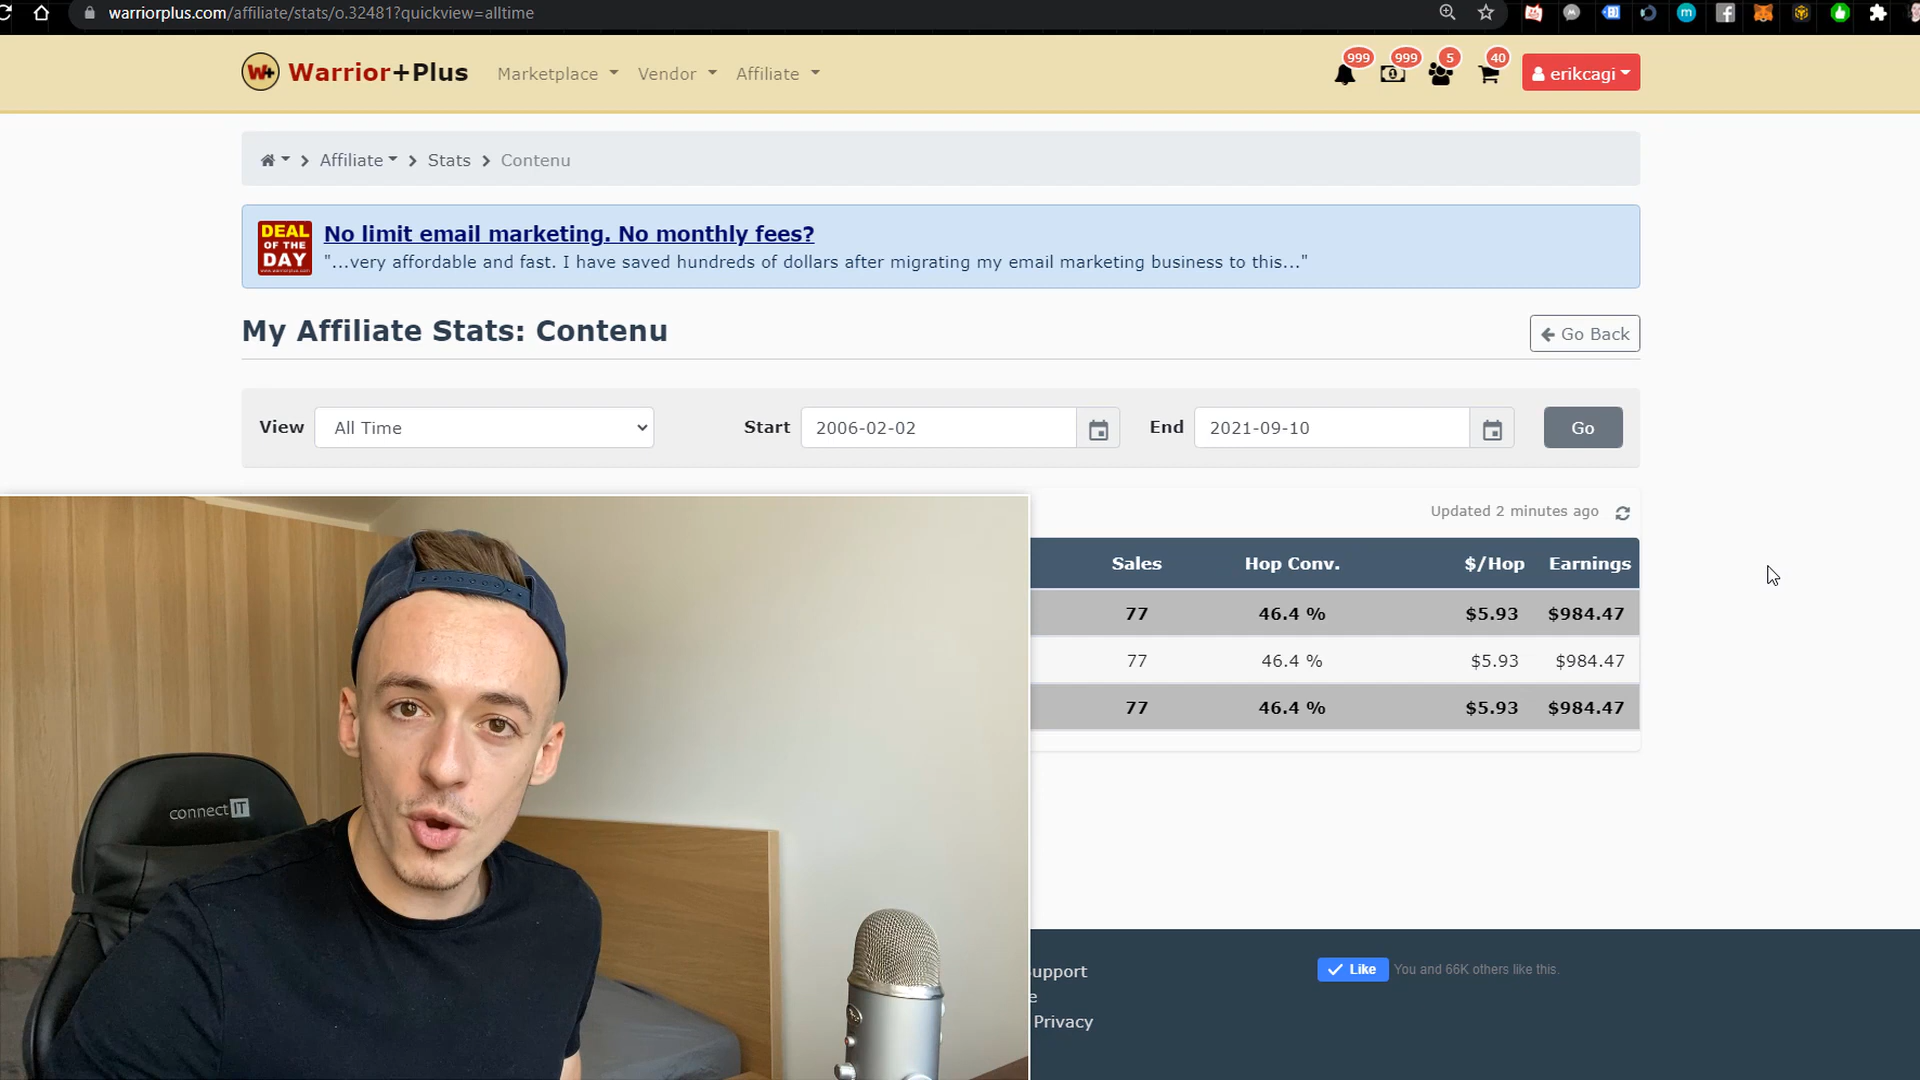 warriorplus.com/affiliate/stats/o.32481?quickview=alltime
W+ Warrior+Plus Marketplace Vendor Affiliate 999 999 5 40 erikcagi
Affiliate Stats Contenu
DEAL OF THE DAY
www.warriorplus.com
No limit email marketing. No monthly fees?
"...very affordable and fast. I have saved hundreds of dollars after migrating my email marketing business to this..."
My Affiliate Stats: Contenu Go Back
View All Time Start 2006-02-02 End 2021-09-10 Go
Updated 2 minutes ago
Sales Hop Conv. $/Hop Earnings
77 46.4 % $5.93 $984.47
77 46.4 % $5.93 $984.47
77 46.4 % $5.93 $984.47
connect IT
upport
e
Privacy
Like You and 66K others like this.